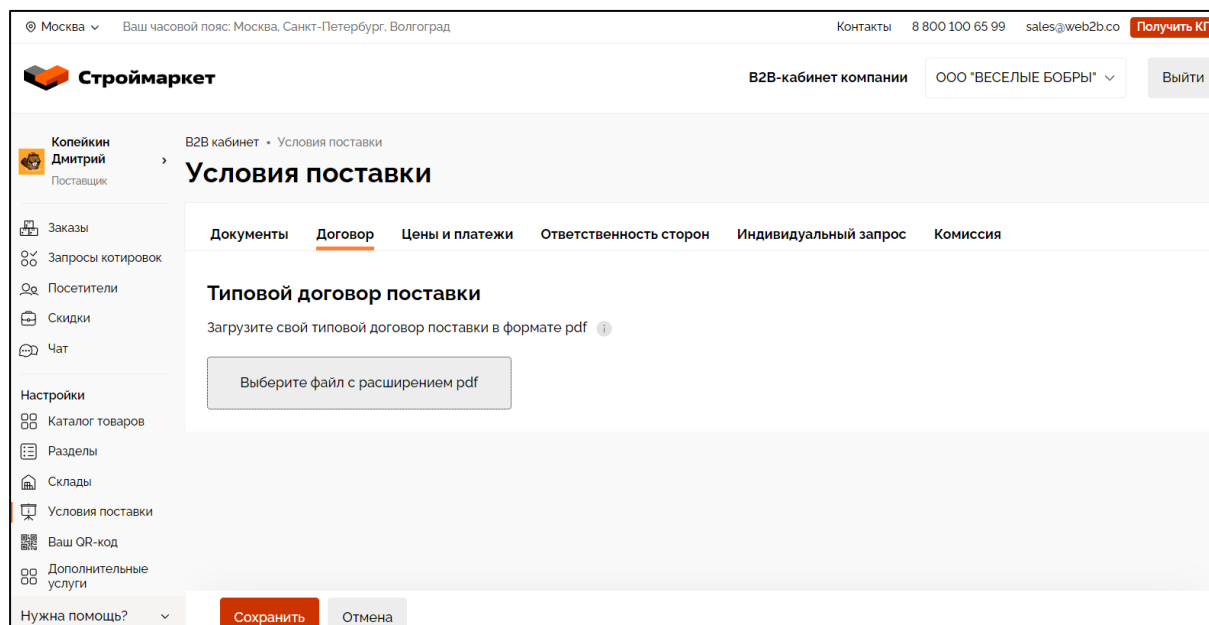 Москва
Ваш часовой пояс: Москва, Санкт-Петербург, Волгоград
Контакты
8 800 100 65 99
sales@web2b.co
Получить КП
Строймаркет
B2B-кабинет компании
ООО "ВЕСЕЛЫЕ БОБРЫ"
Выйти
Копейкин
Дмитрий
Поставщик
B2B кабинет • Условия поставки
Условия поставки
Заказы
Запросы котировок
Посетители
Скидки
Чат
Настройки
Каталог товаров
Разделы
Склады
Условия поставки
Ваш QR-код
Дополнительные
услуги
Нужна помощь?
Документы
Договор
Цены и платежи
Ответственность сторон
Индивидуальный запрос
Комиссия
Типовой договор поставки
Загрузите свой типовой договор поставки в формате pdf
Выберите файл с расширением pdf
Сохранить
Отмена